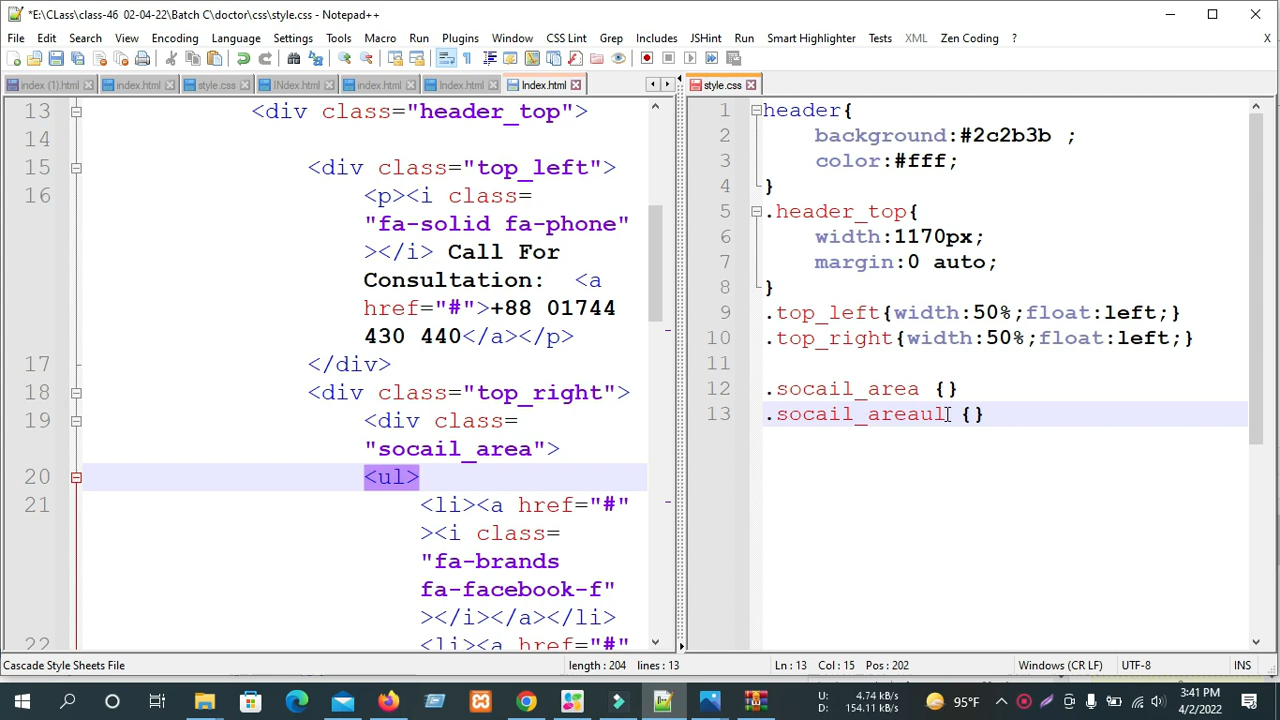 *E:\CLass\class-46 02-04-22\Batch C\doctor\css\style.css - Notepad++
File Edit Search View Encoding Language Settings Tools Macro Run Plugins Window CSS Lint Grep Includes JSHint Run Smart Highlighter Tests XML Zen Coding ? X
index (1).html index.html style.css INdex.html index.html Index.html Index.html
style.css
13 <div class="header_top">
14
15 <div class="top_left">
16 <p><i class=
"fa-solid fa-phone"
></i> Call For
Consultation: <a
href="#">+88 01744
430 440</a></p>
17 </div>
18 <div class="top_right">
19 <div class=
"socail_area">
20 <ul>
21 <li><a href="#"
><i class=
"fa-brands
fa-facebook-f"
></i></a></li>
22 <li><a href="#"
1 header{
2 background:#2c2b3b ;
3 color:#fff;
4 }
5 .header_top{
6 width:1170px;
7 margin:0 auto;
8 }
9 .top_left{width:50%;float:left;}
10 .top_right{width:50%;float:left;}
11
12 .socail_area {}
13 .socail_areaul {}
Cascade Style Sheets File length : 204 lines : 13 Ln : 13 Col : 15 Pos : 202 Windows (CR LF) UTF-8 INS
U: 4.74 kB/s
D: 154.11 kB/s
95°F
3:41 PM
4/2/2022